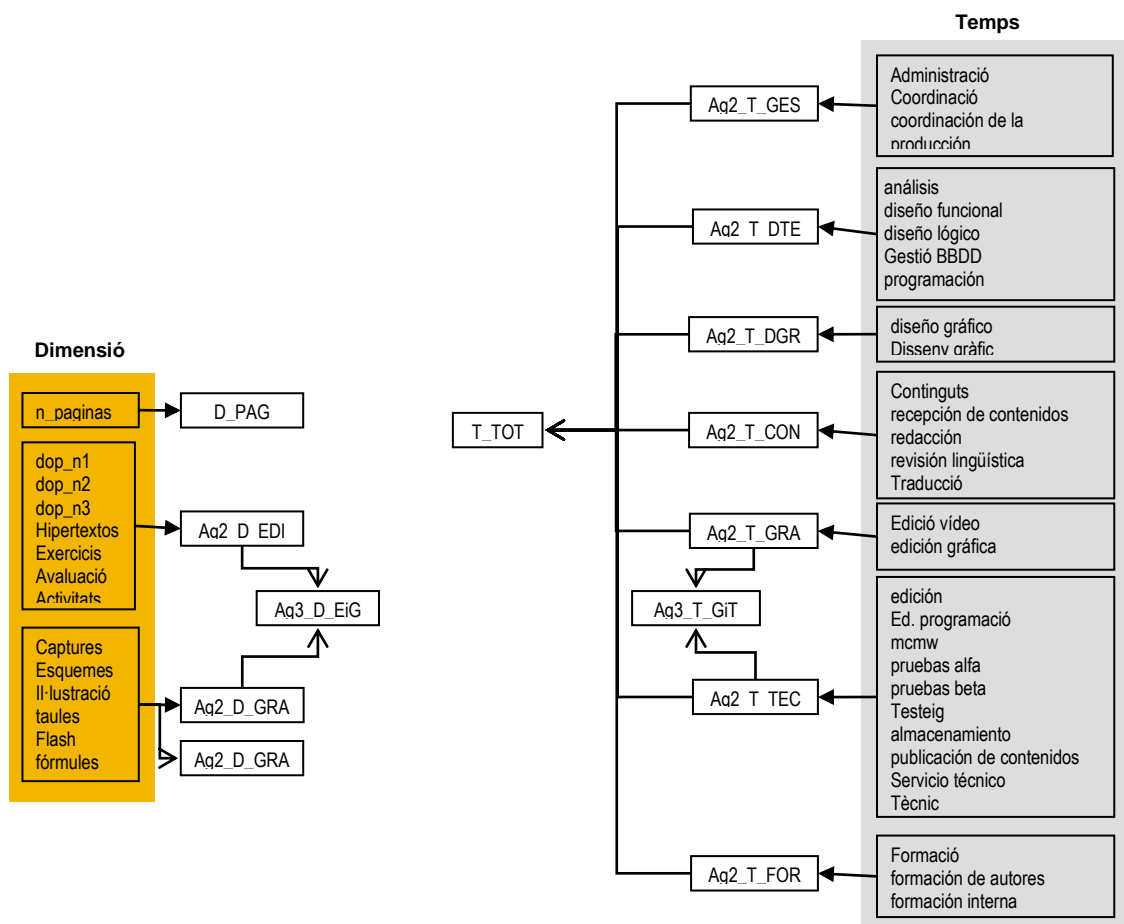 Temps
Administració
Coordinació
coordinación de la
producción
Ag2_T_GES
análisis
diseño funcional
diseño lógico
Gestió BBDD
programación
Ag2_T_DTE
diseño gráfico
Disseny gràfic
Ag2_T_DGR
Dimensió
n_paginas
D_PAG
T_TOT
Ag2_T_CON
Continguts
recepción de contenidos
redacción
revisión lingüística
Traducció
dop_n1
dop_n2
dop_n3
Hipertextos
Exercicis
Avaluació
Activitats
Ag2_D_EDI
Ag2_T_GRA
Edició vídeo
edición gráfica
Ag3_D_EiG
Ag3_T_GiT
Captures
Esquemes
Il·lustració
taules
Flash
fórmules
Ag2_D_GRA
Ag2_D_GRA
Ag2_T_TEC
edición
Ed. programació
mcmw
pruebas alfa
pruebas beta
Testeig
almacenamiento
publicación de contenidos
Servicio técnico
Tècnic
Ag2_T_FOR
Formació
formación de autores
formación interna